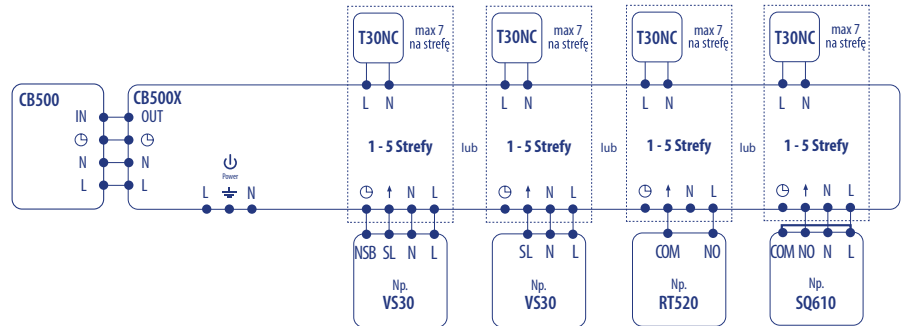 T30NC max 7 na strefę T30NC max 7 na strefę T30NC max 7 na strefę T30NC max 7 na strefę
CB500 CB500X L N L N L N L N
IN OUT
1 - 5 Strefy lub 1 - 5 Strefy lub 1 - 5 Strefy lub 1 - 5 Strefy
N N
L L
Power
L N
N L N L N L N L
NSB SL N L SL N L COM NO COM NO N L
Np. Np. Np. Np.
VS30 VS30 RT520 SQ610